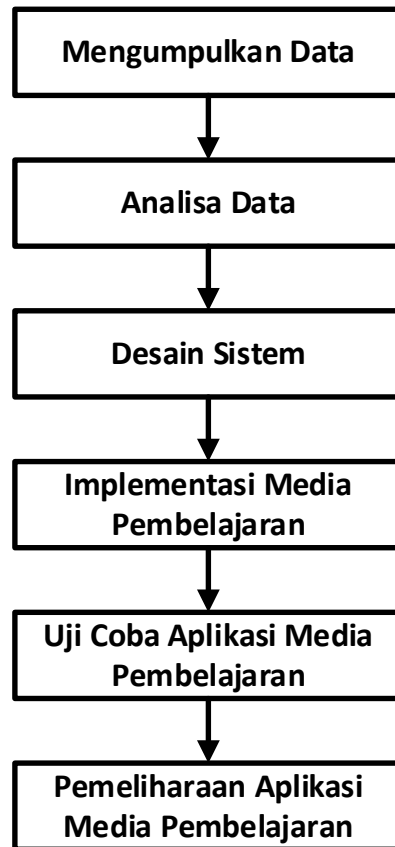 Mengumpulkan Data
Analisa Data
Desain Sistem
Implementasi Media
Pembelajaran
Uji Coba Aplikasi Media
Pembelajaran
Pemeliharaan Aplikasi
Media Pembelajaran